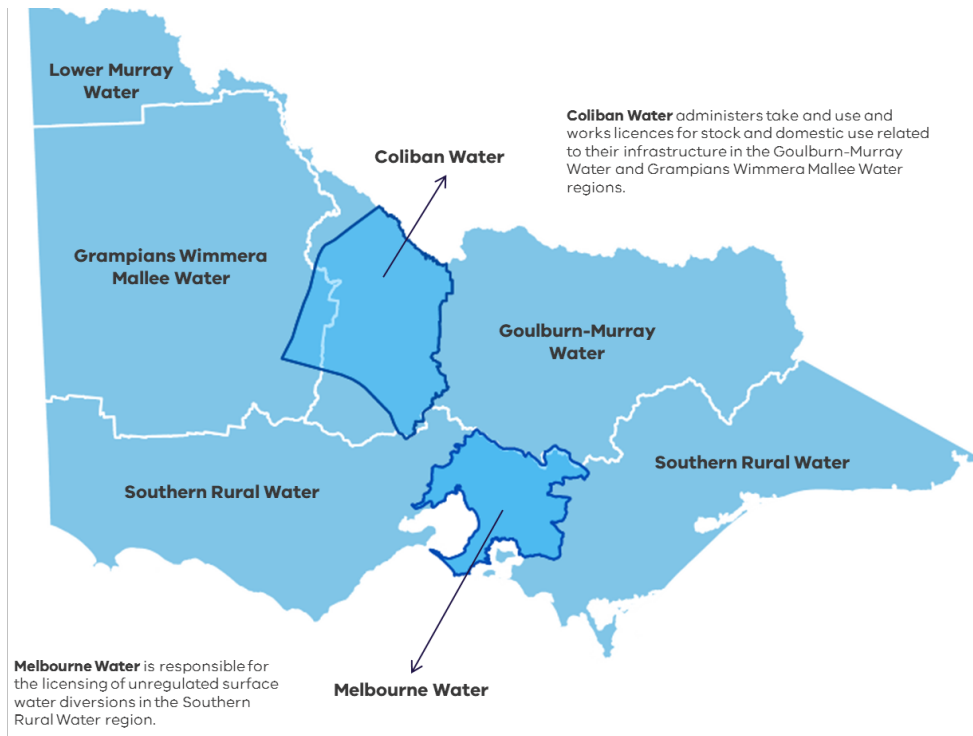 Lower Murray
Water
Coliban Water administers take and use and
works licences for stock and domestic use related
to their infrastructure in the Goulburn-Murray
Water and Grampians Wimmera Mallee Water
regions.
Coliban Water
Grampians Wimmera
Mallee Water
Goulburn-Murray
Water
Southern Rural Water
Southern Rural Water
Melbourne Water is responsible for
the licensing of unregulated surface
water diversions in the Southern
Rural Water region.
Melbourne Water